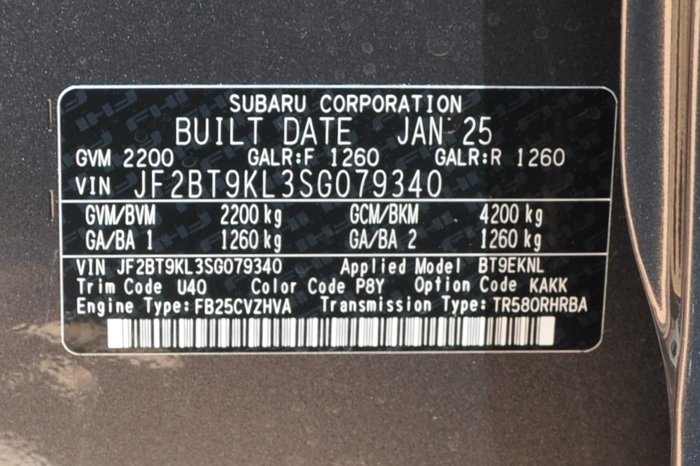 SUBARU CORPORATION
BUILT DATE JAN 25
GVM 2200 GALR:F 1260 GALR:R 1260
VIN JF2BT9KL3SG079340
GVM/BVM 2200 kg GCM/BKM 4200 kg
GA/BA 1 1260 kg GA/BA 2 1260 kg
VIN JF2BT9KL3SG079340 Applied Model BT9EKNL
Trim Code U40 Color Code P8Y Option Code KAKK
Engine Type: FB25CVZHVA Transmission Type: TR580RHRBA